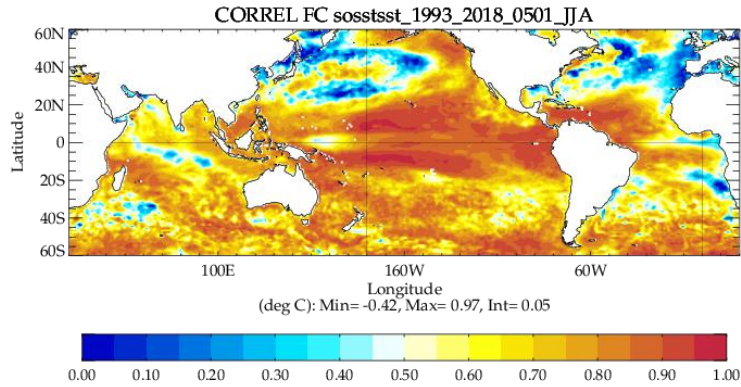 CORREL FC sosstsst_1993_2018_0501_JJA
60N
40N
20N
0
20S
40S
60S
Latitude
100E 160W 60W
Longitude
(deg C): Min= -0.42, Max= 0.97, Int= 0.05
0.00 0.10 0.20 0.30 0.40 0.50 0.60 0.70 0.80 0.90 1.00